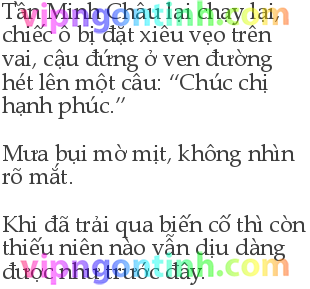 Tần Minh Châu lại chạy lại,
chiếc ô bị đặt xiêu vẹo trên
vai, cậu đứng ở ven đường
hét lên một câu: “Chúc chị
hạnh phúc.”
Mưa bụi mờ mịt, không nhìn
rõ mắt.
Khi đã trải qua biến cố thì còn
thiếu niên nào vẫn dịu dàng
được như trước đây.
vipngontinh.com
vipngontinh.com